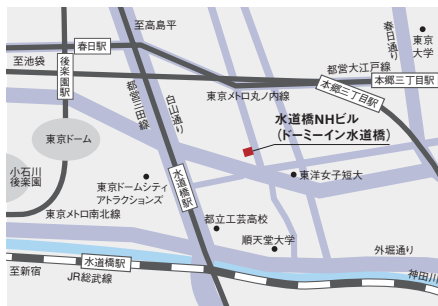 至高島平
春日駅
至池袋
後楽園駅
春日通り
東京
大学
都営大江戸線
本郷三丁目駅
本郷三丁目駅
東京メトロ丸ノ内線
都営三田線
白山通り
水道橋NHビル
(ドーミーイン水道橋)
東京ドーム
小石川
後楽園
東京ドームシティ
アトラクションズ
水道橋駅
東洋女子短大
東京メトロ南北線
都立工芸高校
順天堂大学
外堀通り
至新宿
水道橋駅
JR総武線
神田川